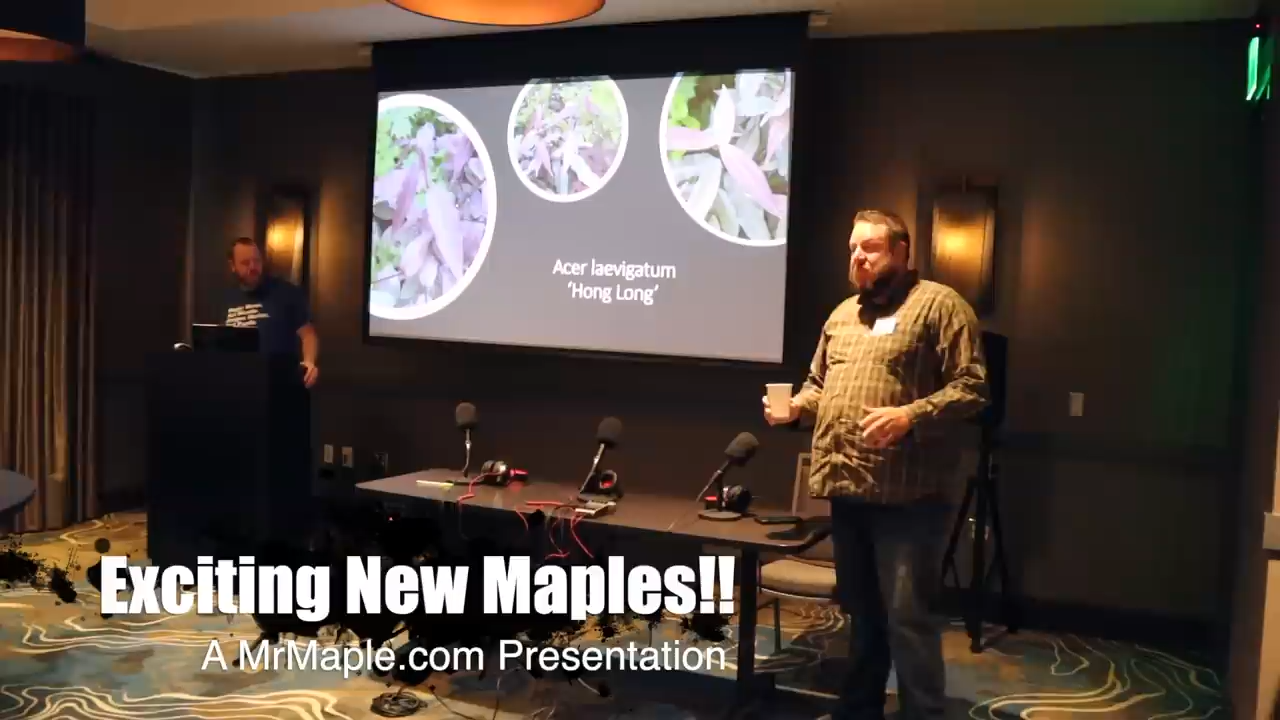 Acer laevigatum
‘Hong Long’
Exciting New Maples!!
A MrMaple.com Presentation